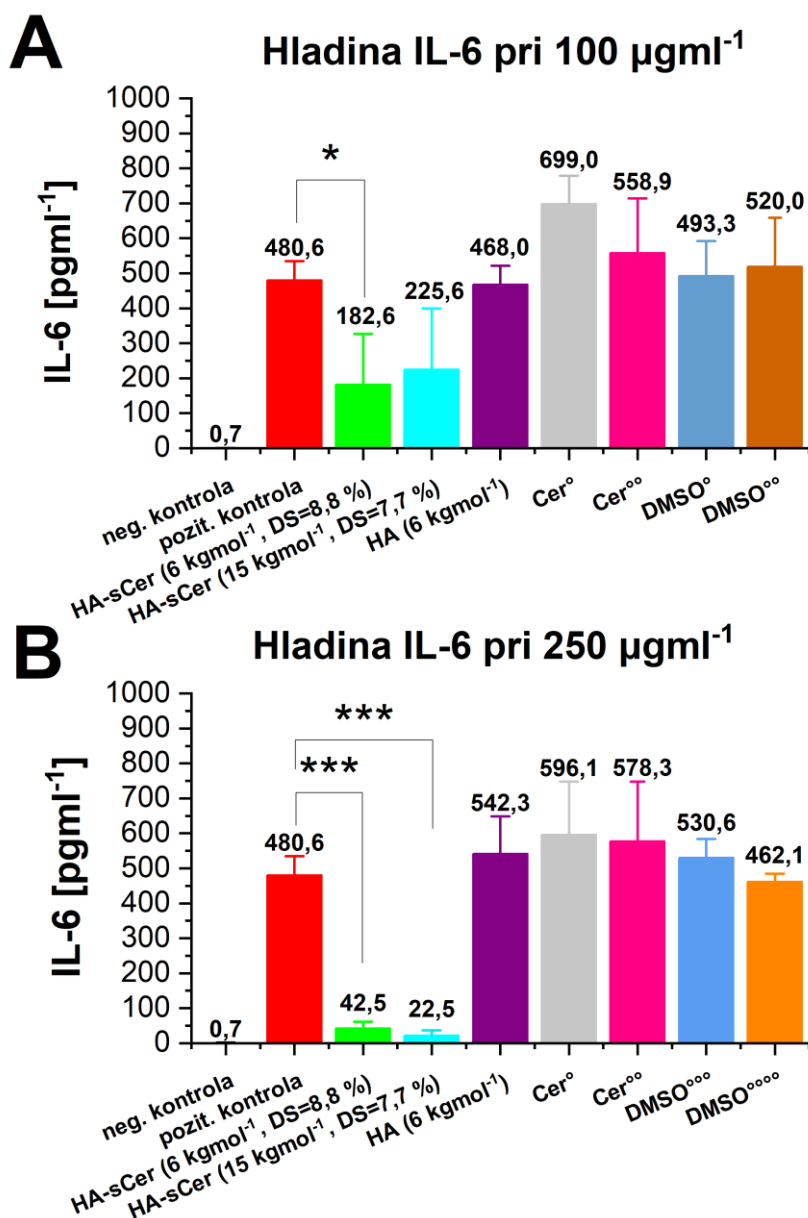 A
Hladina IL-6 pri 100 µgml⁻¹
IL-6 [pgml⁻¹]
1000
900
800
700
600
500
400
300
200
100
0
*
0,7
480,6
182,6
225,6
468,0
699,0
558,9
493,3
520,0
neg. kontrola
pozit. kontrola
HA-sCer (6 kgmol⁻¹, DS=8,8 %)
HA-sCer (15 kgmol⁻¹, DS=7,7 %)
HA (6 kgmol⁻¹)
Cer°
Cer°°
DMSO°
DMSO°°
B
Hladina IL-6 pri 250 µgml⁻¹
IL-6 [pgml⁻¹]
1000
900
800
700
600
500
400
300
200
100
0
***
***
0,7
480,6
42,5
22,5
542,3
596,1
578,3
530,6
462,1
neg. kontrola
pozit. kontrola
HA-sCer (6 kgmol⁻¹, DS=8,8 %)
HA-sCer (15 kgmol⁻¹, DS=7,7 %)
HA (6 kgmol⁻¹)
Cer°
Cer°°
DMSO°°°
DMSO°°°°